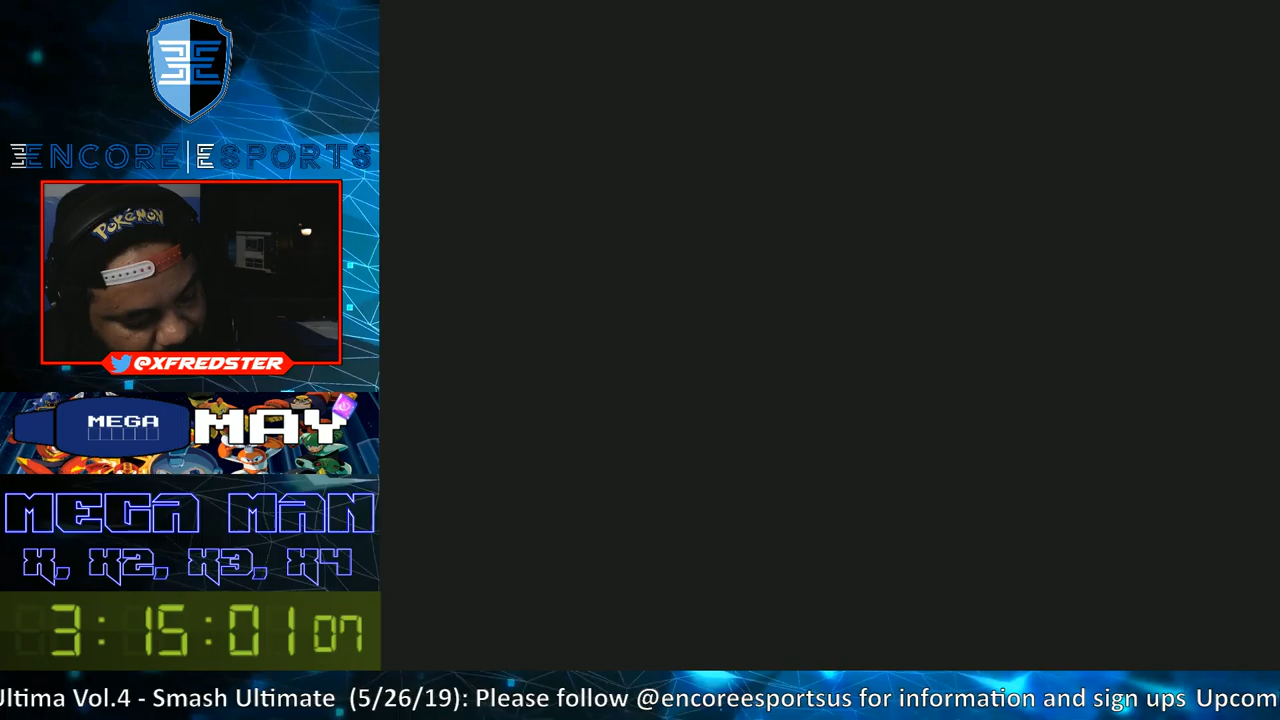 ENCORE|ESPORTS
POKéMON
@XFREDSTER
MEGA
MAY
MEGA MAN
X, X2, X3, X4
3:15:01 07
Ultima Vol.4 - Smash Ultimate (5/26/19): Please follow @encoreesportsus for information and sign ups Upcom